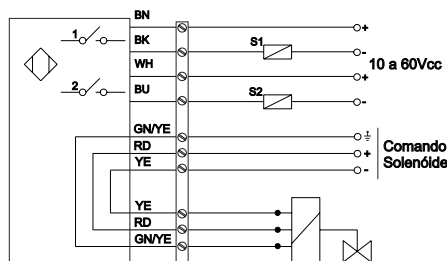 BN
1
BK
S1
WH
10 a 60Vcc
2
BU
S2
GN/YE
RD
YE
Comando
Solenóide
YE
RD
GN/YE